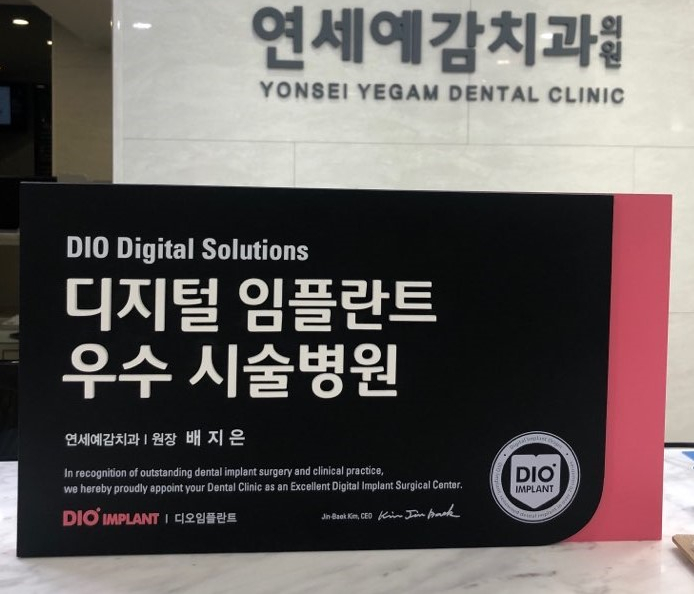 연세예감치과의원
YONSEI YEGAM DENTAL CLINIC
DIO Digital Solutions
디지털 임플란트
우수 시술병원
연세예감치과 | 원장 배 지 은
In recognition of outstanding dental implant surgery and clinical practice,
we hereby proudly appoint your Dental Clinic as an Excellent Digital Implant Surgical Center.
DIO IMPLANT | 디오임플란트
Jin-Baek Kim, CEO Kim Jin baek
DIO
IMPLANT